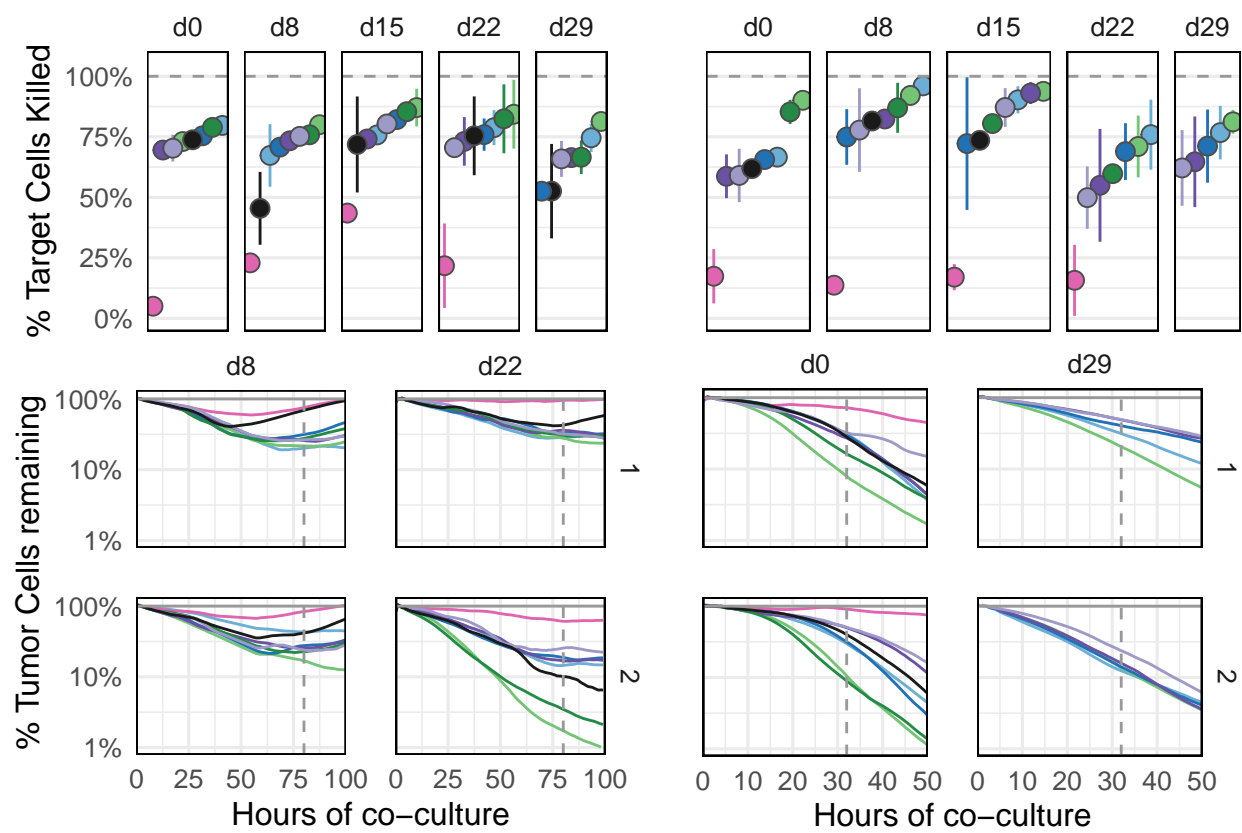 d0 d8 d15 d22 d29 d0 d8 d15 d22 d29
% Target Cells Killed
100%
75%
50%
25%
0%
d8 d22 d0 d29
% Tumor Cells remaining
100%
10%
1%
1 1
100%
10%
1%
2 2
0 25 50 75 100 0 25 50 75 100 0 10 20 30 40 50 0 10 20 30 40 50
Hours of co−culture Hours of co−culture